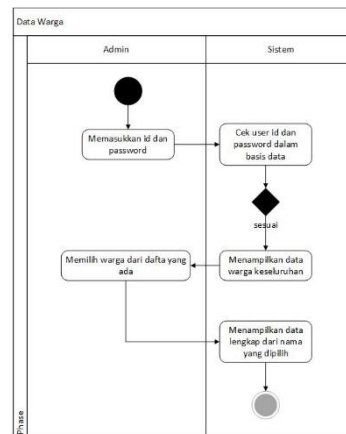 Data Warga
Admin
Sistem
Memasukkan id dan
password
Cek user id dan
password dalam
basis data
sesuai
Menampilkan data
warga keseluruhan
Memilih warga dari dafta yang
ada
Menampilkan data
lengkap dari nama
yang dipilih
Phase